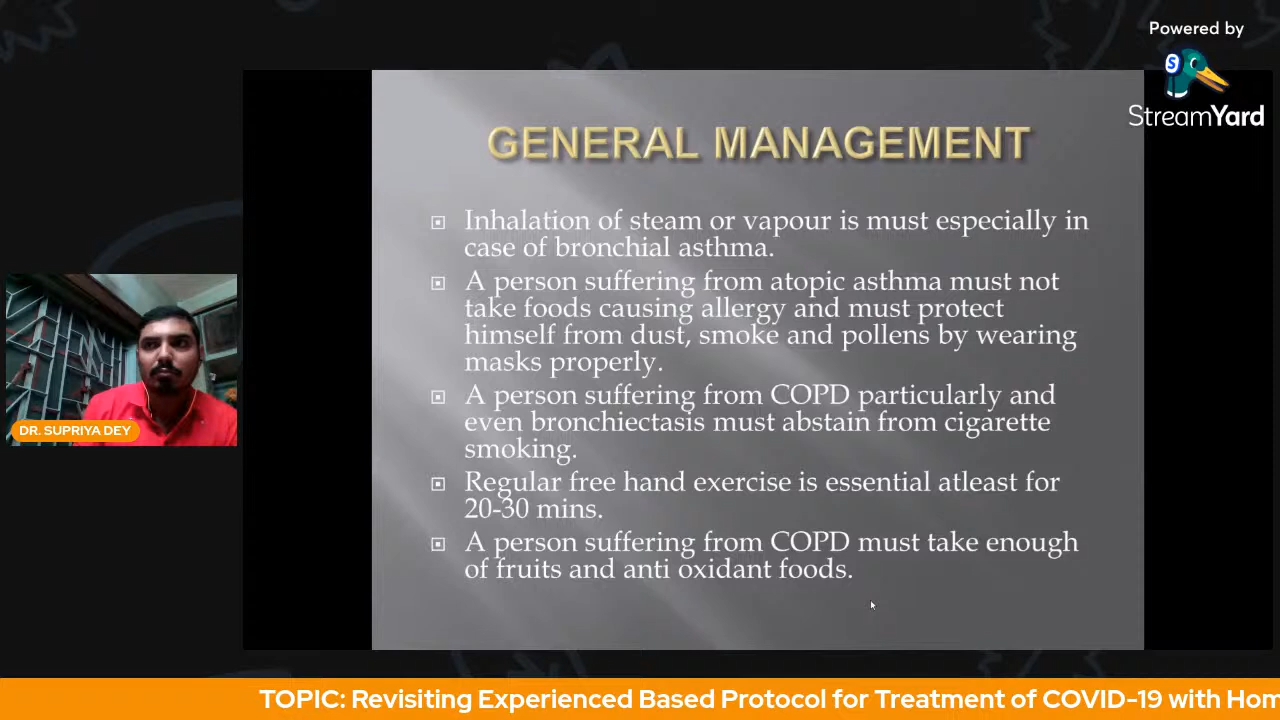 Powered by
StreamYard
GENERAL MANAGEMENT
Inhalation of steam or vapour is must especially in
case of bronchial asthma.
A person suffering from atopic asthma must not
take foods causing allergy and must protect
himself from dust, smoke and pollens by wearing
masks properly.
A person suffering from COPD particularly and
even bronchiectasis must abstain from cigarette
smoking.
Regular free hand exercise is essential atleast for
20-30 mins.
A person suffering from COPD must take enough
of fruits and anti oxidant foods.
DR. SUPRIYA DEY
TOPIC: Revisiting Experienced Based Protocol for Treatment of COVID-19 with Hom